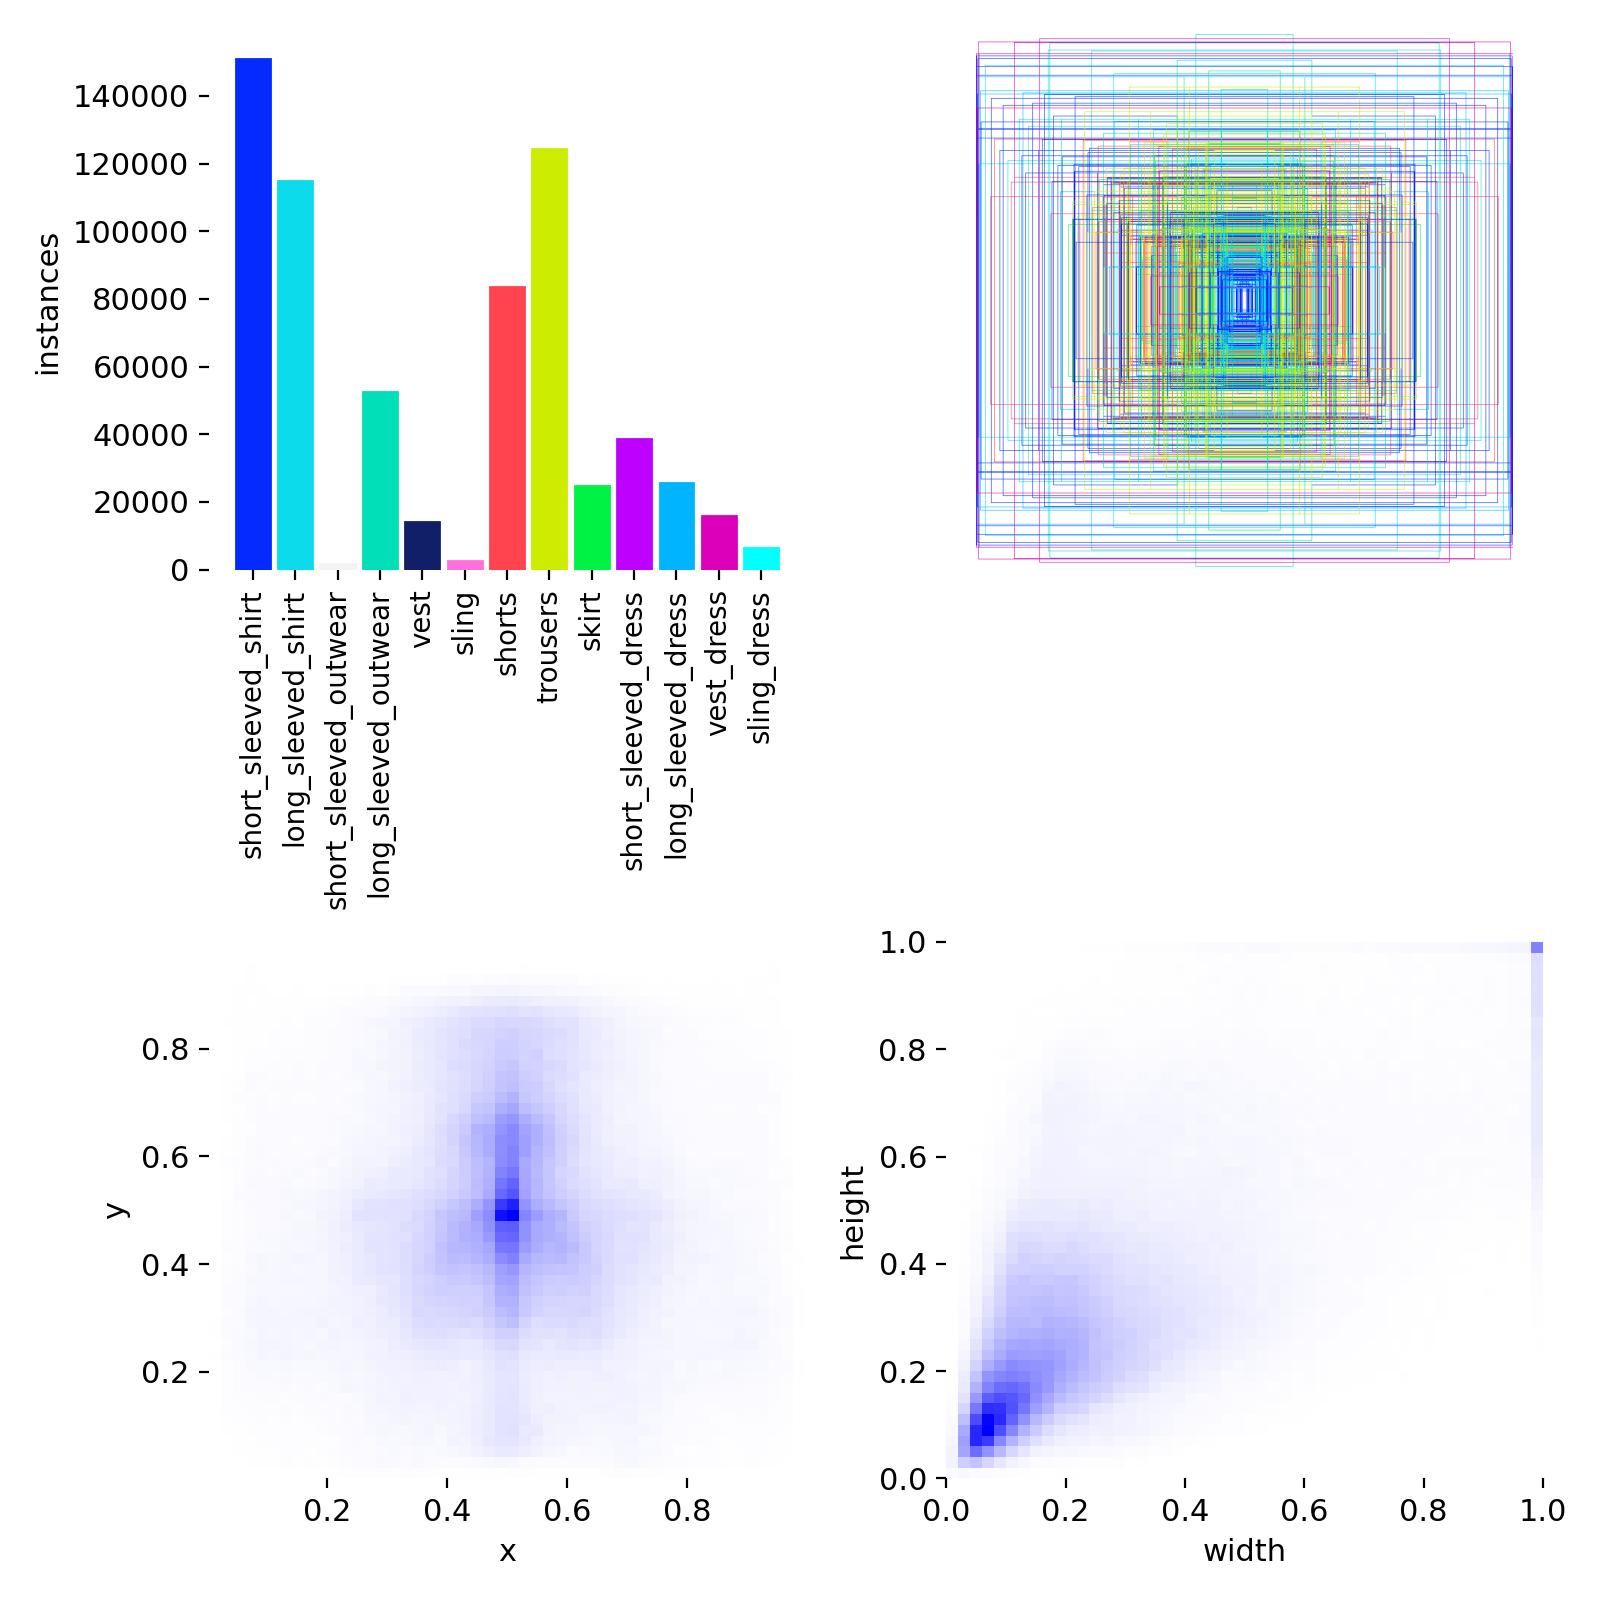 instances
140000
120000
100000
80000
60000
40000
20000
0
short_sleeved_shirt
long_sleeved_shirt
short_sleeved_outwear
long_sleeved_outwear
vest
sling
shorts
trousers
skirt
short_sleeved_dress
long_sleeved_dress
vest_dress
sling_dress
y
0.8
0.6
0.4
0.2
0.2 0.4 0.6 0.8
x
height
1.0
0.8
0.6
0.4
0.2
0.0
0.0 0.2 0.4 0.6 0.8 1.0
width